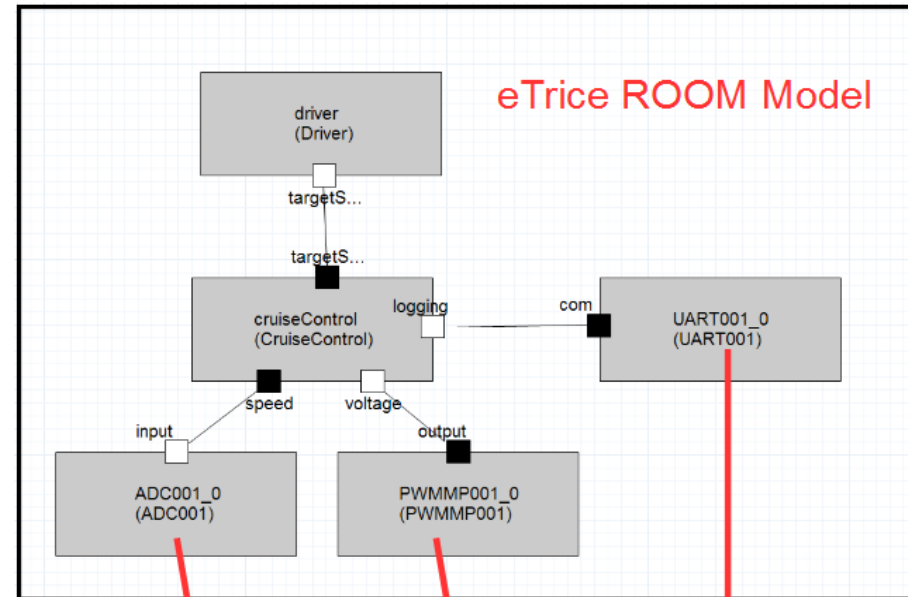 eTrice ROOM Model
driver
(Driver)
targetS...
targetS...
cruiseControl
(CruiseControl)
logging
com
UART001_0
(UART001)
speed
voltage
input
output
ADC001_0
(ADC001)
PWMMP001_0
(PWMMP001)